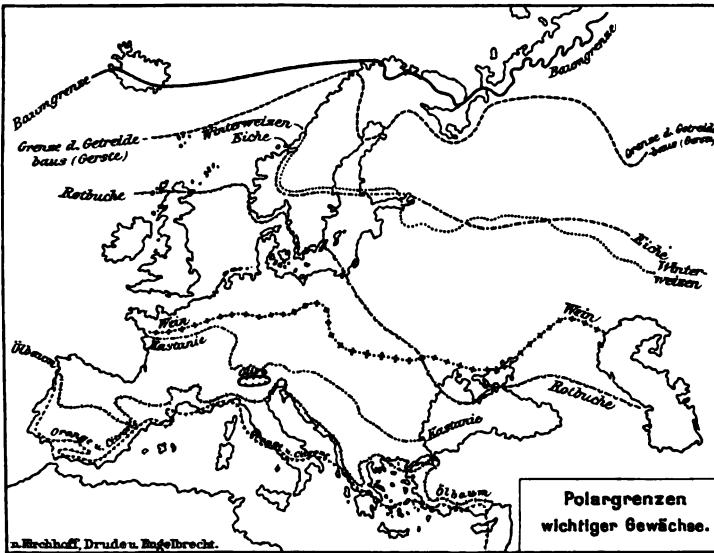 Baumgrenze
Baumgrenze
Grenze d. Getreide
baus (Gerste)
Winterweizen
Eiche
Grenze d. Getreide
baus (Gerste)
Rotbuche
Eiche
Winter-
weizen
Wein
Kastanie
Wein
Ölbaum
Rotbuche
Kastanie
Orange
Ölbaum
Polargrenzen
wichtiger Gewächse.
n. Kirchhoff, Drude u. Engelbrecht.